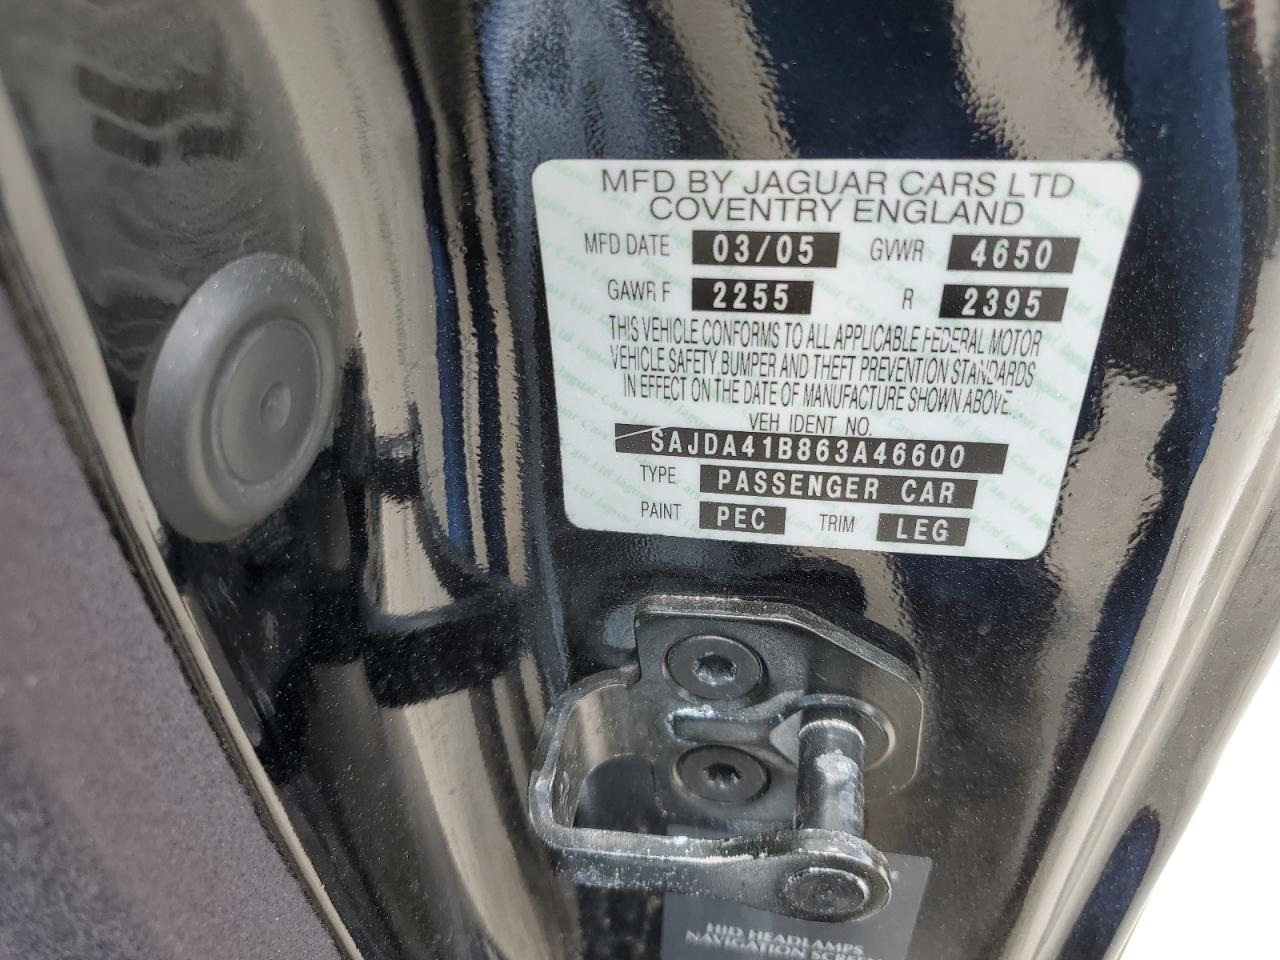 MFD BY JAGUAR CARS LTD
COVENTRY ENGLAND
MFD DATE 03/05 GVWR 4650
GAWR F 2255 R 2395
THIS VEHICLE CONFORMS TO ALL APPLICABLE FEDERAL MOTOR
VEHICLE SAFETY, BUMPER AND THEFT PREVENTION STANDARDS
IN EFFECT ON THE DATE OF MANUFACTURE SHOWN ABOVE.
VEH IDENT NO.
SAJDA41B863A46600
TYPE PASSENGER CAR
PAINT PEC TRIM LEG
HID HEADLAMPS
NAVIGATION SCREEN